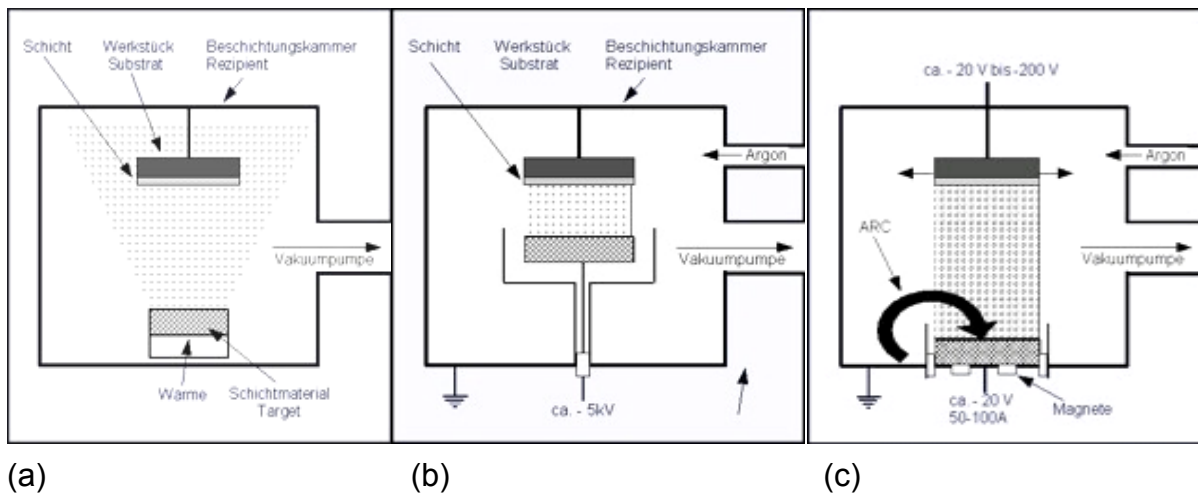 Schicht
Werkstück
Substrat
Beschichtungskammer
Rezipient
Vakuumpumpe
Wärme
Schichtmaterial
Target
(a)
Schicht
Werkstück
Substrat
Beschichtungskammer
Rezipient
Argon
Vakuumpumpe
ca. - 5kV
(b)
ca. - 20 V bis -200 V
Argon
ARC
Vakuumpumpe
ca. - 20 V
50-100A
Magnete
(c)